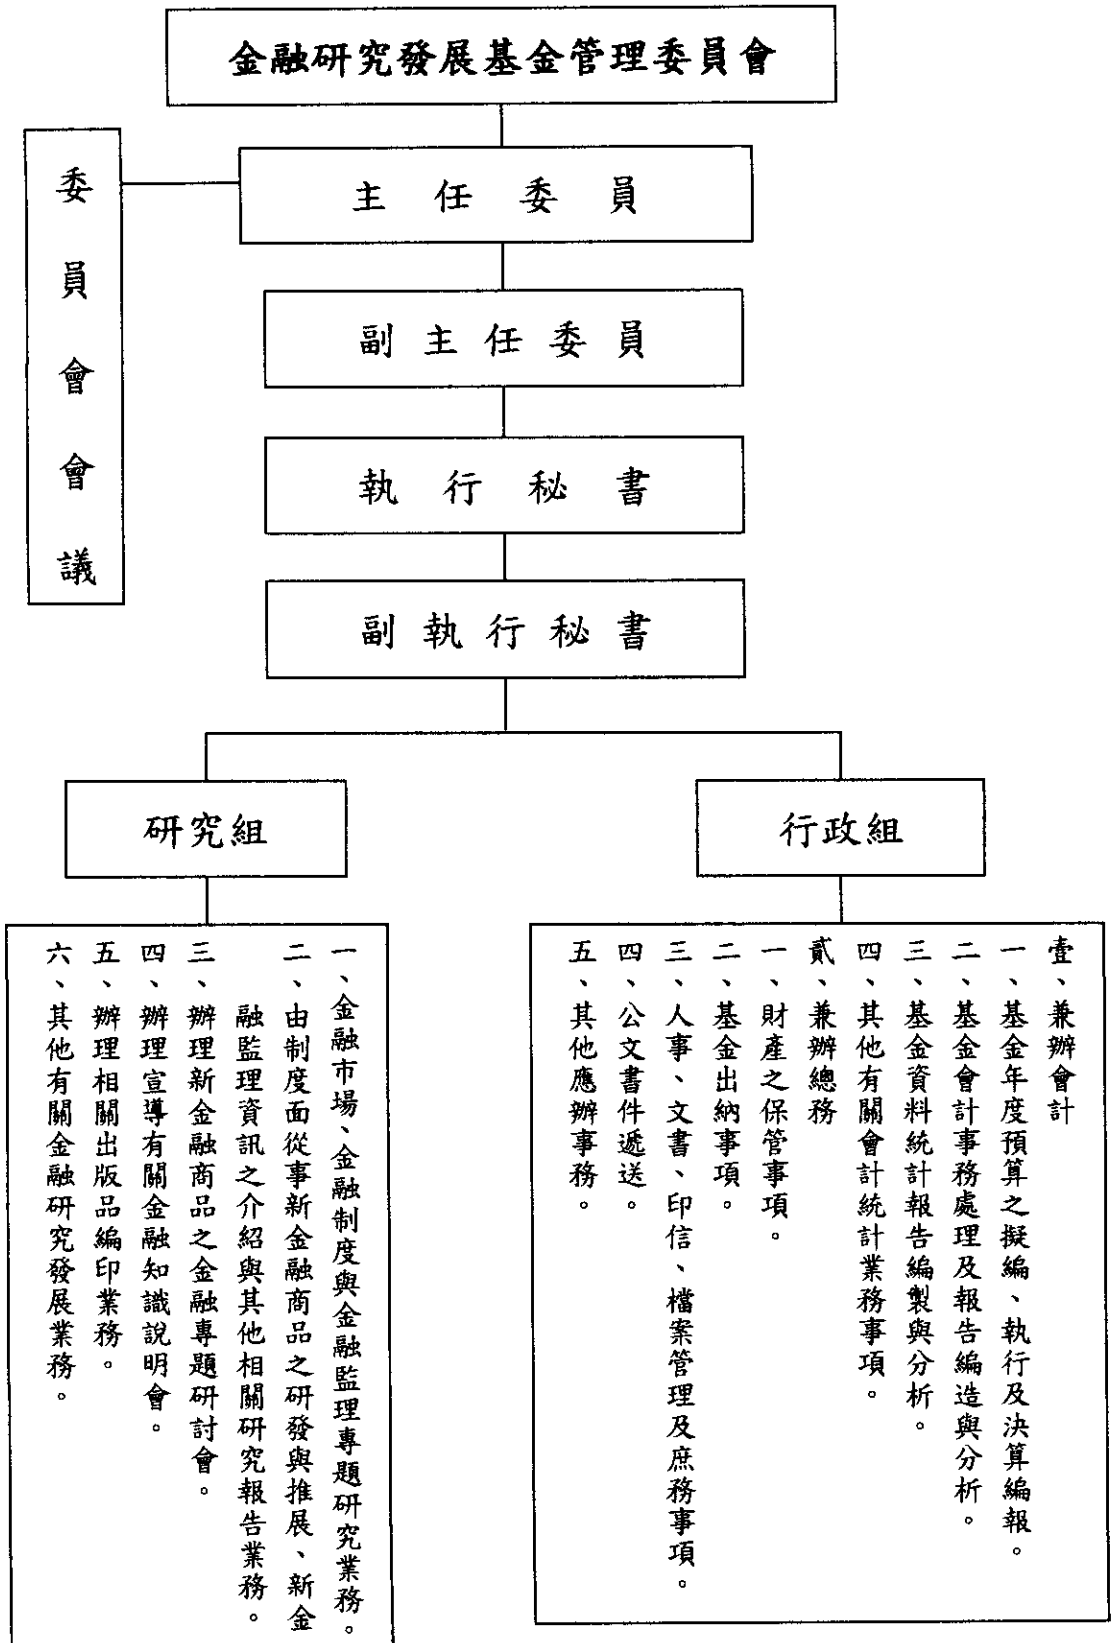 金融研究發展基金管理委員會
委員會會議
主任委員
副主任委員
執行秘書
副執行秘書
研究組
行政組
一、金融市場、金融制度與金融監理專題研究業務。
二、由制度面從事新金融商品之研發與推展、新金
融監理資訊之介紹與其他相關研究報告業務。
三、辦理新金融商品之金融專題研討會。
四、辦理宣導有關金融知識說明會。
五、辦理相關出版品編印業務。
六、其他有關金融研究發展業務。
壹、兼辦會計
一、基金年度預算之擬編、執行及決算編報。
二、基金會計事務處理及報告編造與分析。
三、基金資料統計報告編製與分析。
四、其他有關會計統計業務事項。
貳、兼辦總務
一、財產之保管事項。
二、基金出納事項。
三、人事、文書、印信、檔案管理及庶務事項。
四、公文書件遞送。
五、其他應辦事務。